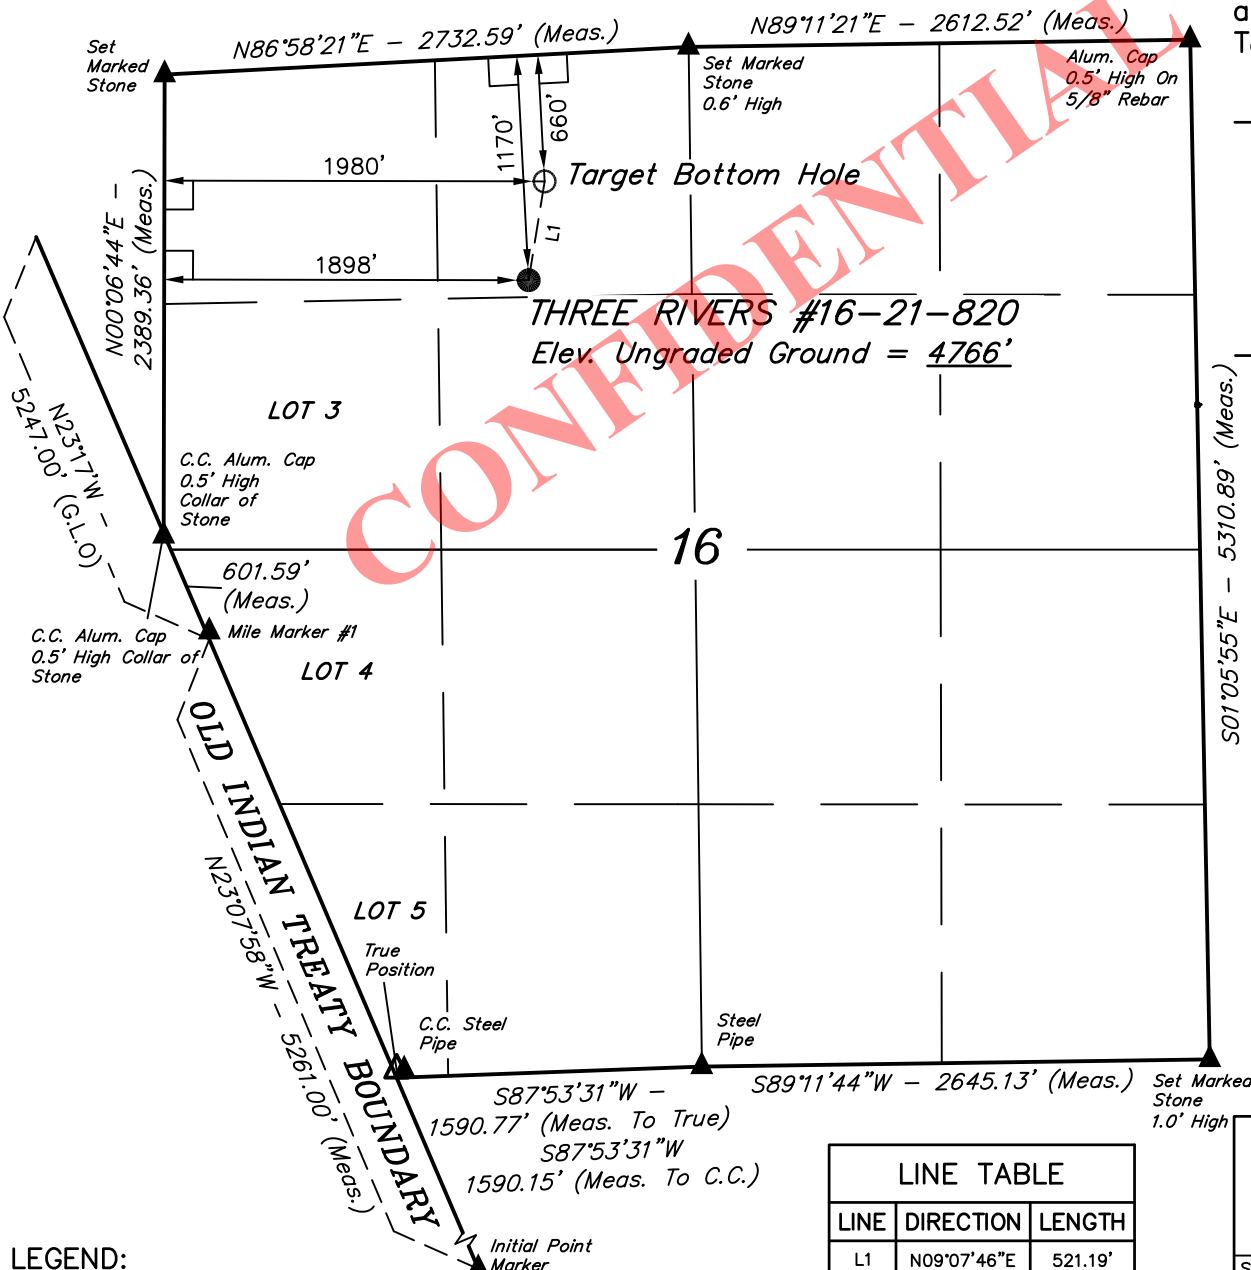 N86°58'21"E - 2732.59' (Meas.)
N89°11'21"E - 2612.52' (Meas.)
Set
Marked
Stone
Set Marked
Stone
0.6' High
Alum. Cap
0.5' High On
5/8" Rebar
1170'
660'
1980'
Target Bottom Hole
L1
1898'
N00°06'44"E -
2389.36' (Meas.)
THREE RIVERS #16-21-820
Elev. Ungraded Ground = 4766'
CONFIDENTIAL
LOT 3
N23°17'W -
5247.00' (G.L.O)
C.C. Alum. Cap
0.5' High
Collar of
Stone
S01°05'55"E - 5310.89' (Meas.)
16
601.59'
(Meas.)
Mile Marker #1
C.C. Alum. Cap
0.5' High Collar of
Stone
LOT 4
OLD INDIAN TREATY BOUNDARY
N23°07'58"W - 5261.00' (Meas.)
LOT 5
True
Position
C.C. Steel
Pipe
Steel
Pipe
S87°53'31"W -
1590.77' (Meas. To True)
S87°53'31"W
1590.15' (Meas. To C.C.)
S89°11'44"W - 2645.13' (Meas.)
Set Marked
Stone
1.0' High
LINE TABLE
LINE DIRECTION LENGTH
L1 N09°07'46"E 521.19'
LEGEND:
Initial Point
Marker